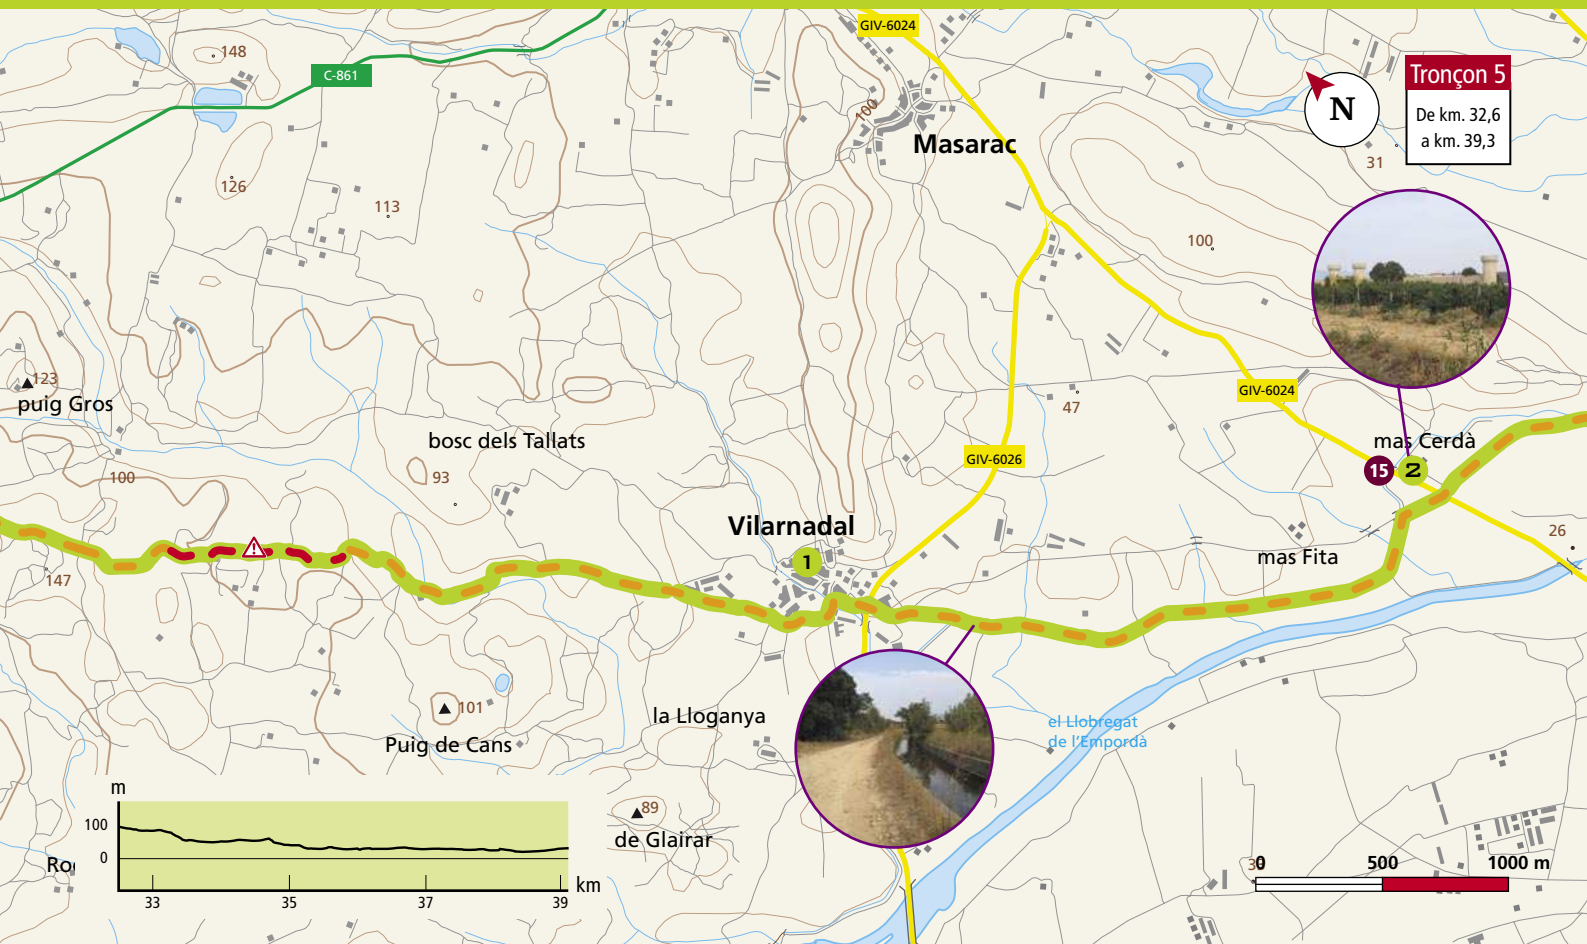 GIV-6024
148
C-861
Tronçon 5
De km. 32,6
a km. 39,3
N
100
Masarac
31
126
113
100
123
puig Gros
GIV-6024
47
bosc dels Tallats
mas Cerdà
GIV-6026
15
2
100
93
Vilarnadal
1
mas Fita
26
147
101
Puig de Cans
la Lloganya
el Llobregat
de l'Empordà
m
100
0
33
35
37
39
km
89
de Glairar
0
500
1000 m